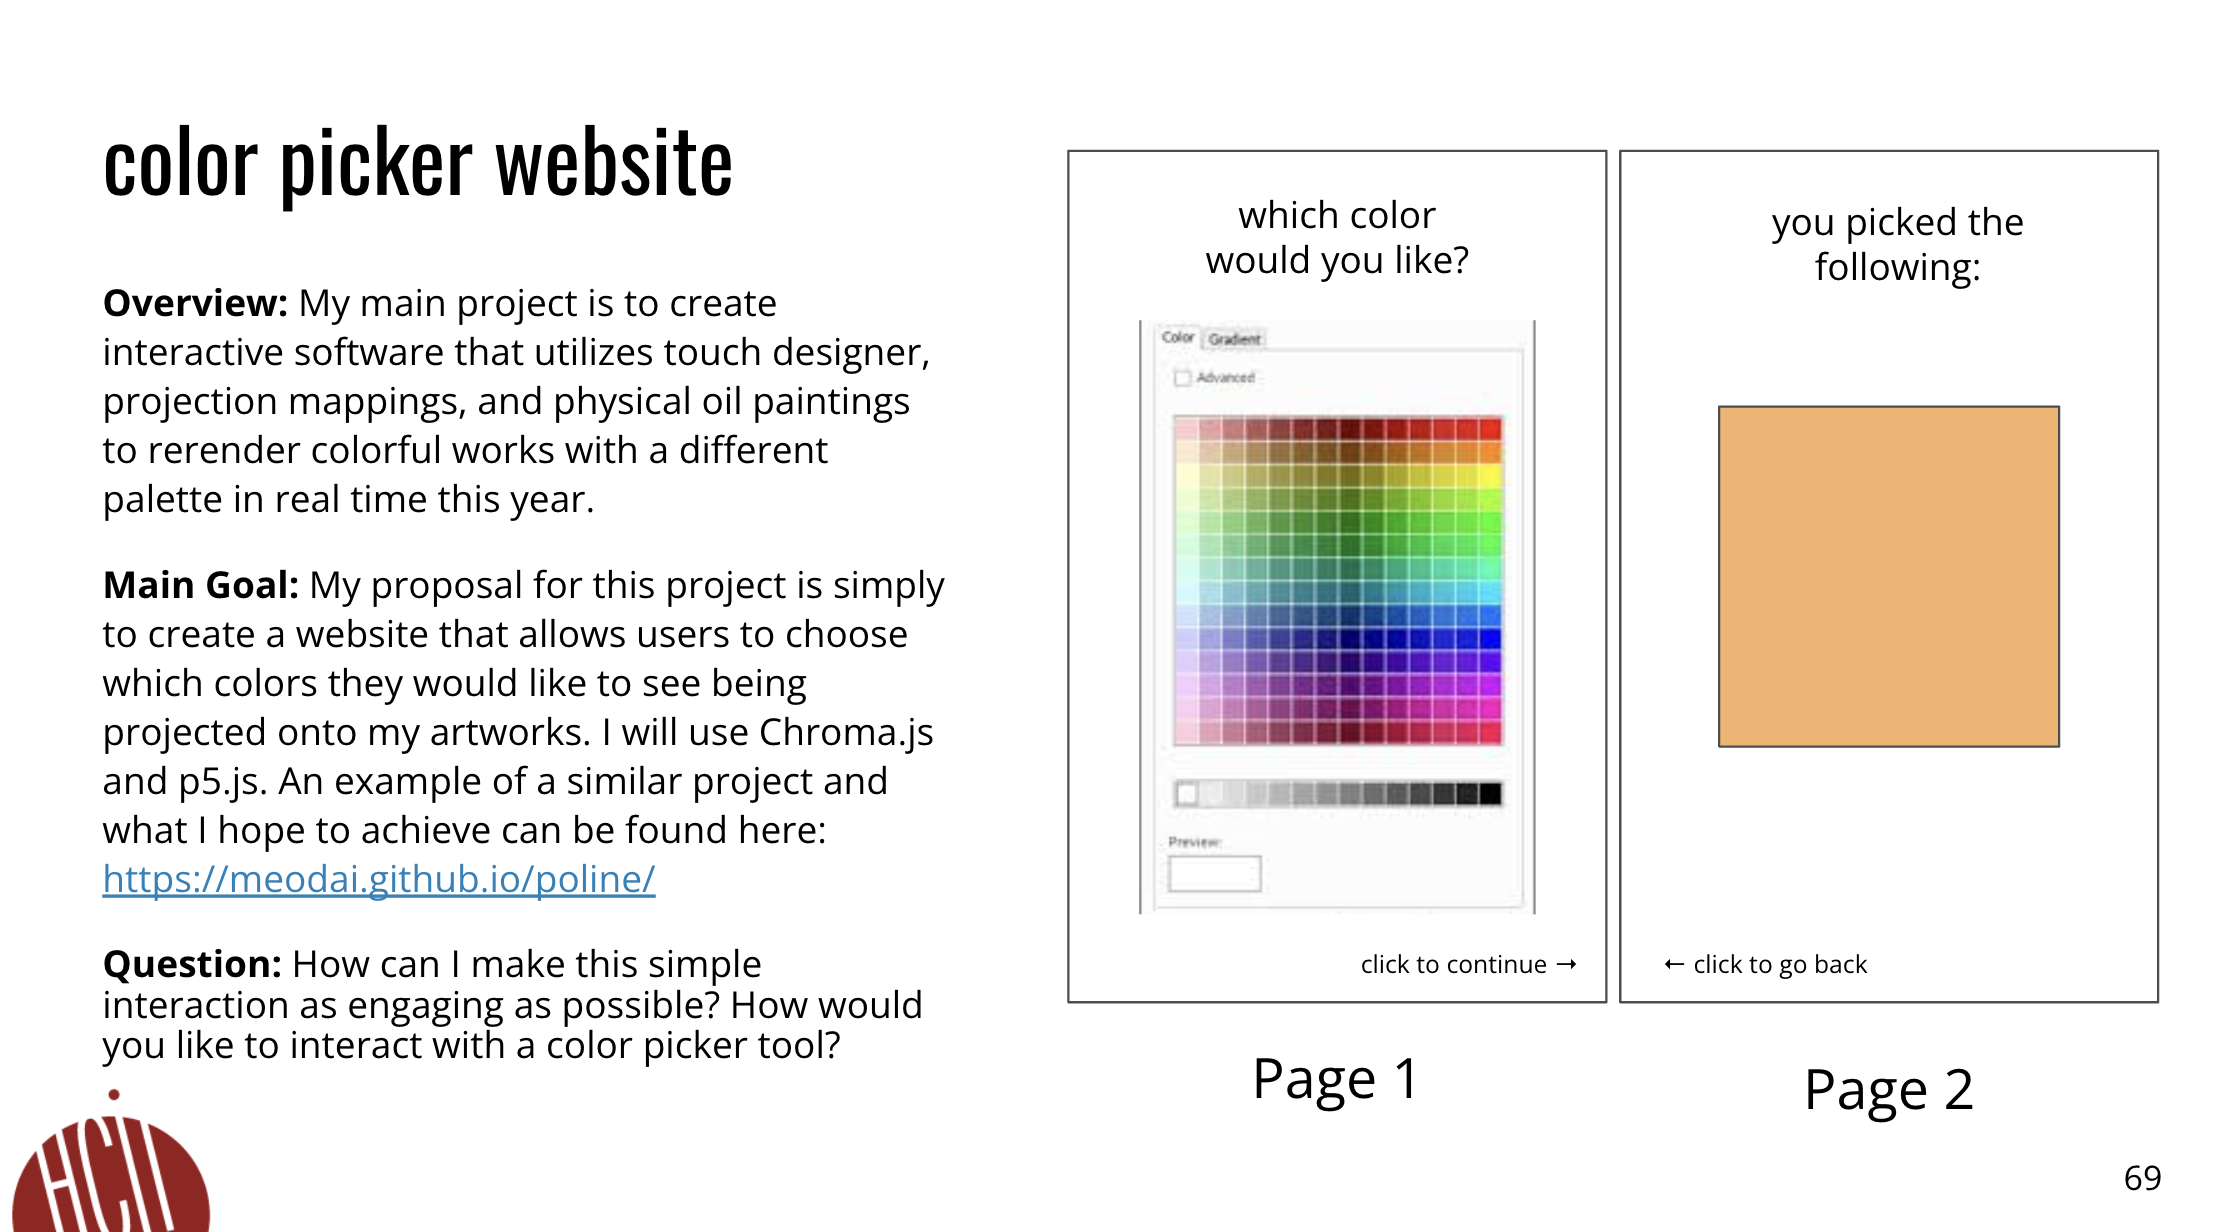 color picker website
Overview: My main project is to create
interactive software that utilizes touch designer,
projection mappings, and physical oil paintings
to rerender colorful works with a different
palette in real time this year.
Main Goal: My proposal for this project is simply
to create a website that allows users to choose
which colors they would like to see being
projected onto my artworks. I will use Chroma.js
and p5.js. An example of a similar project and
what I hope to achieve can be found here:
https://meodai.github.io/poline/
Question: How can I make this simple
interaction as engaging as possible? How would
you like to interact with a color picker tool?
HCII
which color
would you like?
Color Gradient
Advanced
Preview:
click to continue →
Page 1
you picked the
following:
← click to go back
Page 2
69